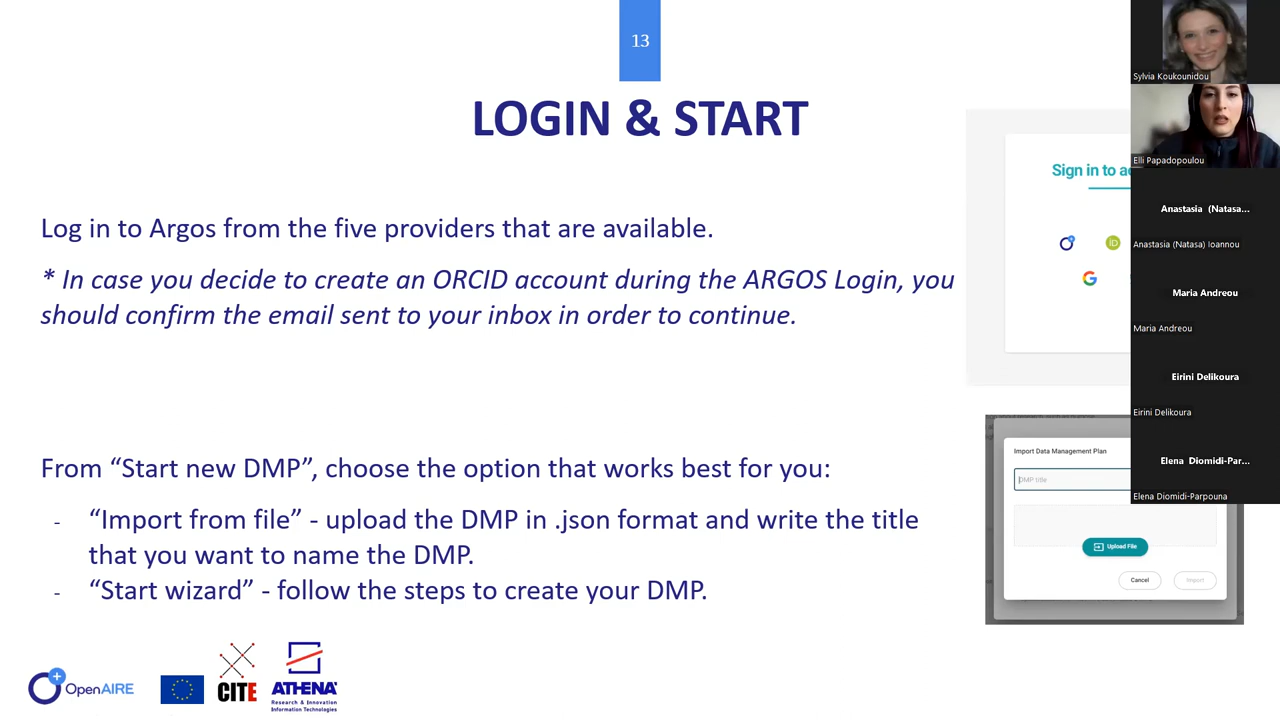 13
LOGIN & START
Log in to Argos from the five providers that are available.
* In case you decide to create an ORCID account during the ARGOS Login, you
should confirm the email sent to your inbox in order to continue.
From “Start new DMP”, choose the option that works best for you:
- “Import from file” - upload the DMP in .json format and write the title
that you want to name the DMP.
- “Start wizard” - follow the steps to create your DMP.
Sign in to
iD
Import Data Management Plan
DMP title
Upload File
Cancel
Import
Sylvia Koukounidou
Elli Papadopoulou
Anastasia (Natasa...
Anastasia (Natasa) Ioannou
Maria Andreou
Maria Andreou
Eirini Delikoura
Eirini Delikoura
Elena Diomidi-Par...
Elena Diomidi-Parpouna
OpenAIRE
CITE
ATHENA
Research & Innovation
Information Technologies